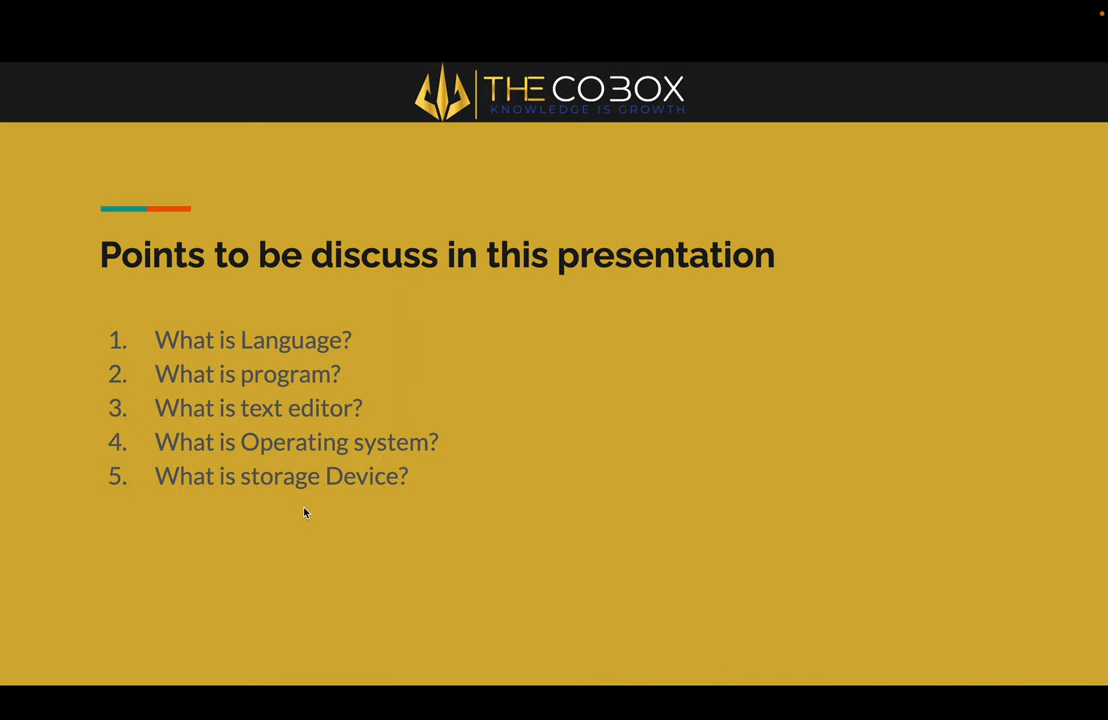 THE COBOX
KNOWLEDGE IS GROWTH
Points to be discuss in this presentation
1. What is Language?
2. What is program?
3. What is text editor?
4. What is Operating system?
5. What is storage Device?